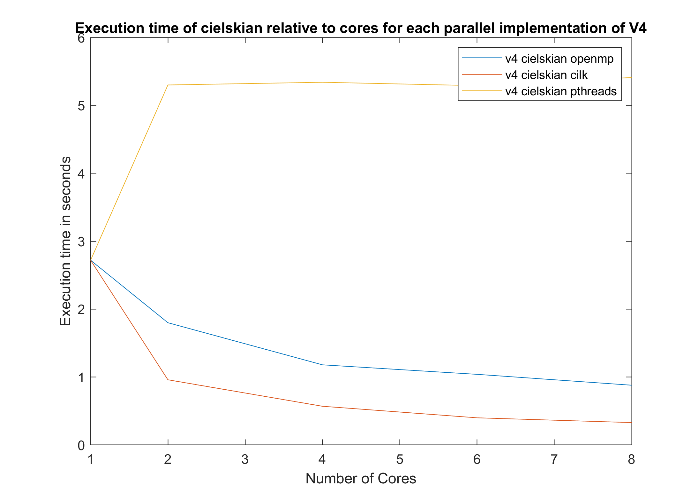 Execution time of cielskian relative to cores for each parallel implementation of V4
6
v4 cielskian openmp
v4 cielskian cilk
v4 cielskian pthreads
5
4
3
2
1
0
Execution time in seconds
1 2 3 4 5 6 7 8
Number of Cores